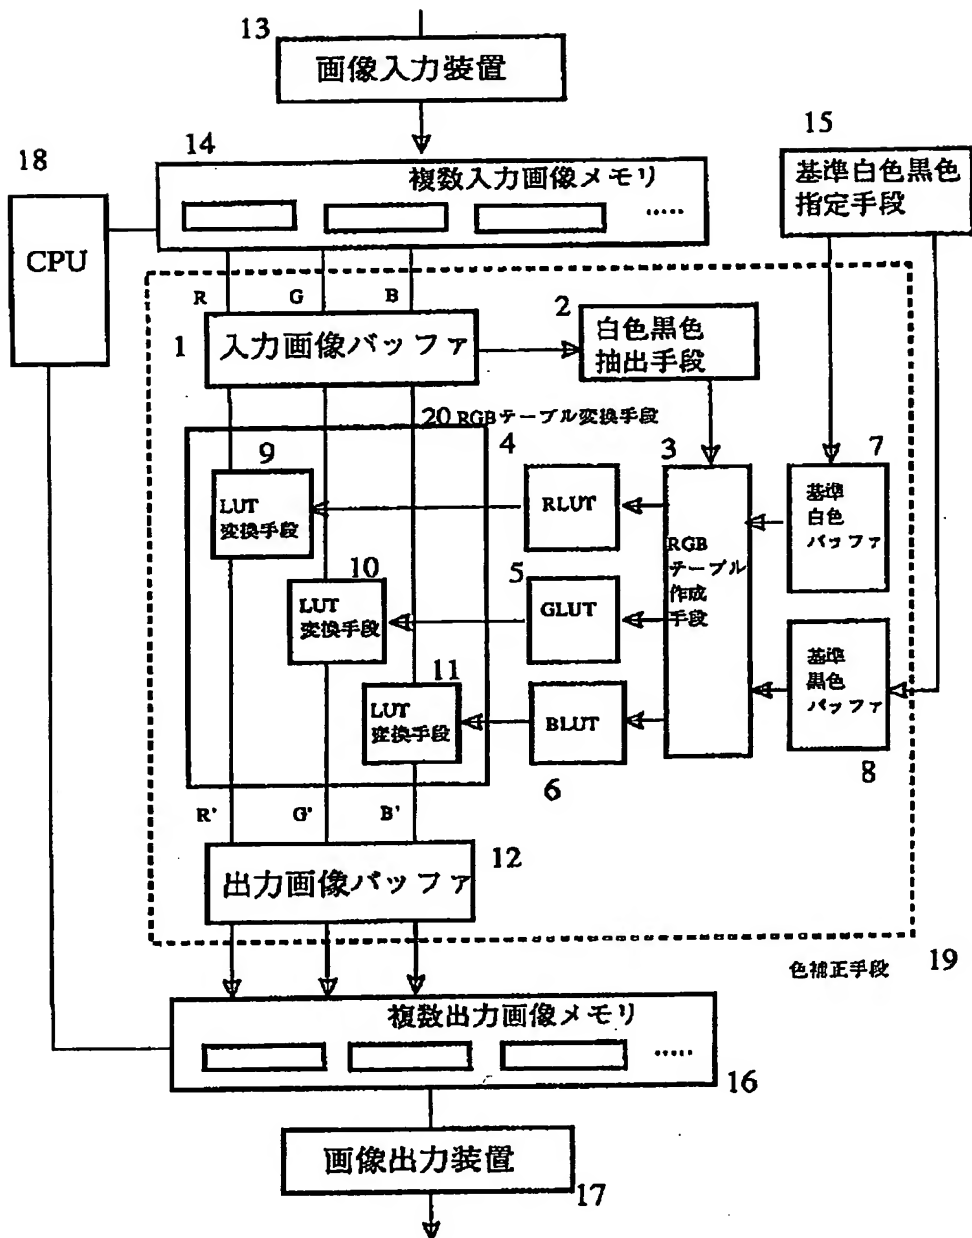 13
画像入力装置
14
複数入力画像メモリ
.....
15
基準白色黒色
指定手段
18
CPU
R
G
B
1
入力画像バッファ
2
白色黒色
抽出手段
20 RGBテーブル変換手段
9
LUT
変換手段
4
RLUT
3
RGB
テーブル
作成
手段
7
基準
白色
バッファ
10
LUT
変換手段
5
GLUT
11
LUT
変換手段
BLUT
6
基準
黒色
バッファ
8
R'
G'
B'
12
出力画像バッファ
色補正手段
19
複数出力画像メモリ
.....
16
画像出力装置
17